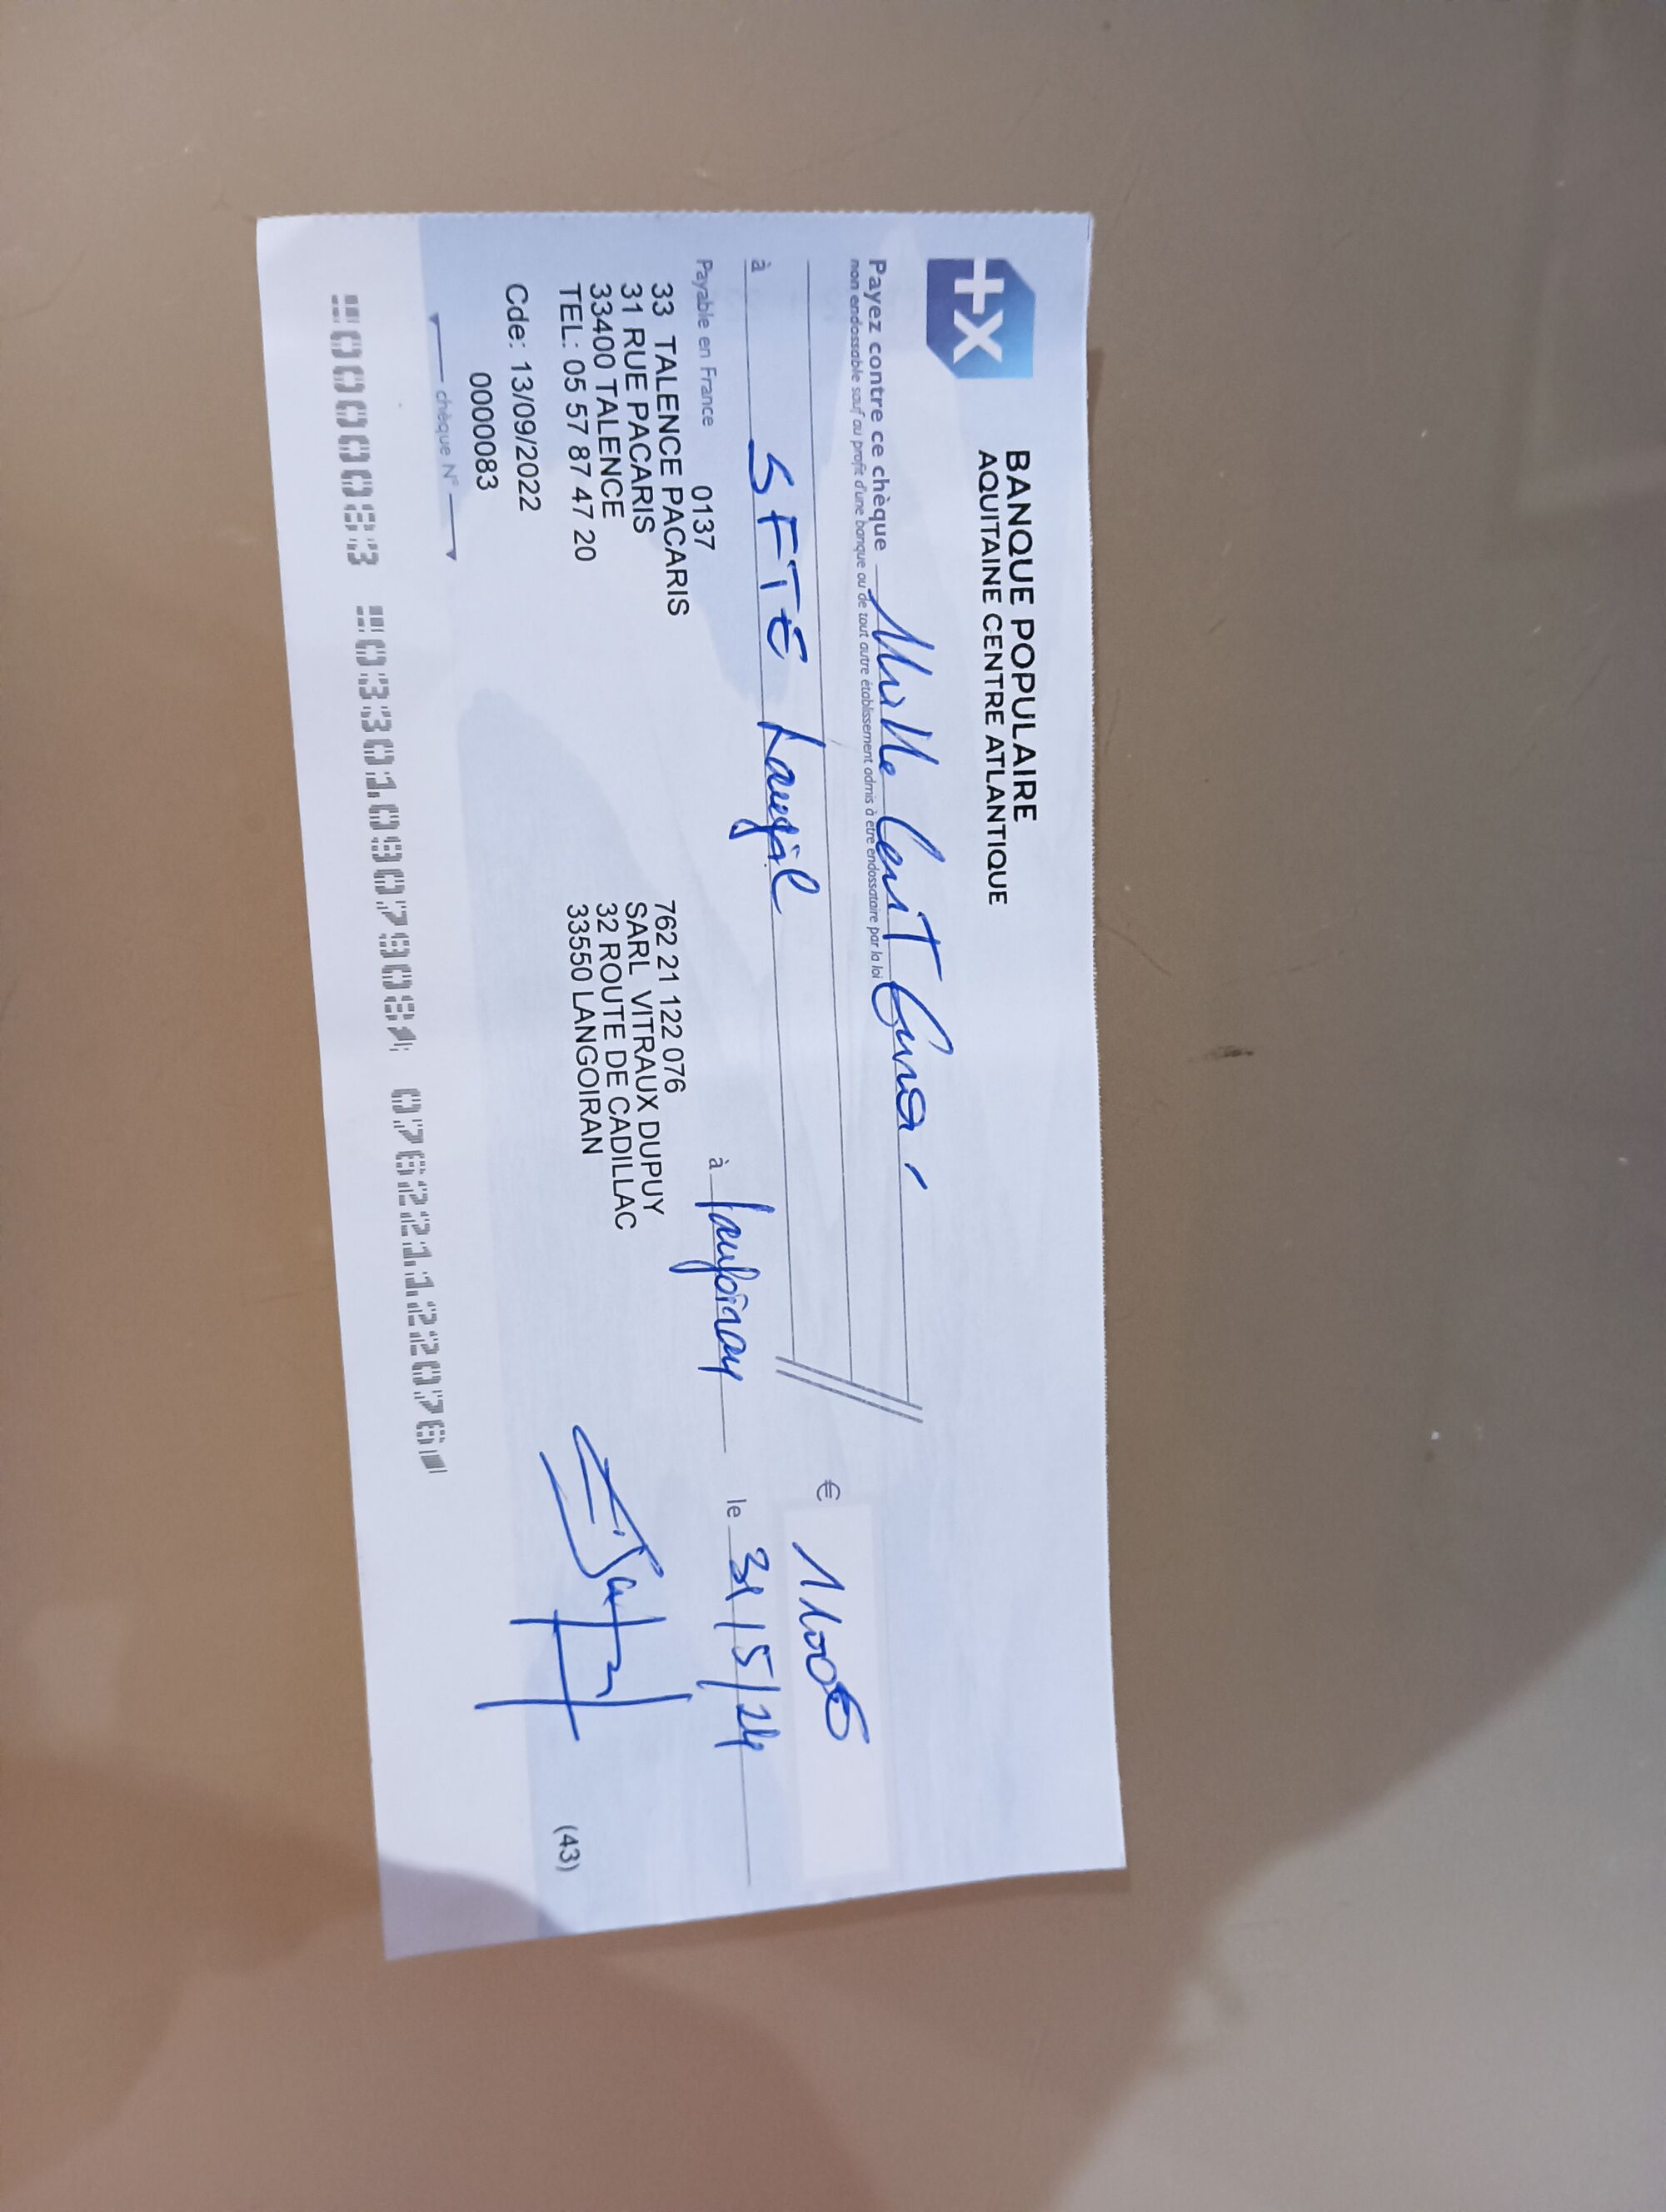 BANQUE POPULAIRE
AQUITAINE CENTRE ATLANTIQUE
Payez contre ce chèque Mille Cent Euros
non endossable sauf au profit d'une banque ou de tout autre établissement admis à être endossataire par la loi
€ 1100€
à SFTE
Payable en France
à le 31/5/24
0137
33 TALENCE PACARIS
31 RUE PACARIS
33400 TALENCE
TEL: 05 57 87 47 20
762 21 122 076
SARL VITRAUX DUPUY
32 ROUTE DE CADILLAC
33550 LANGOIRAN
Cde: 13/09/2022
0000083
chèque N°
(43)
0000083 033010907908 076221122076